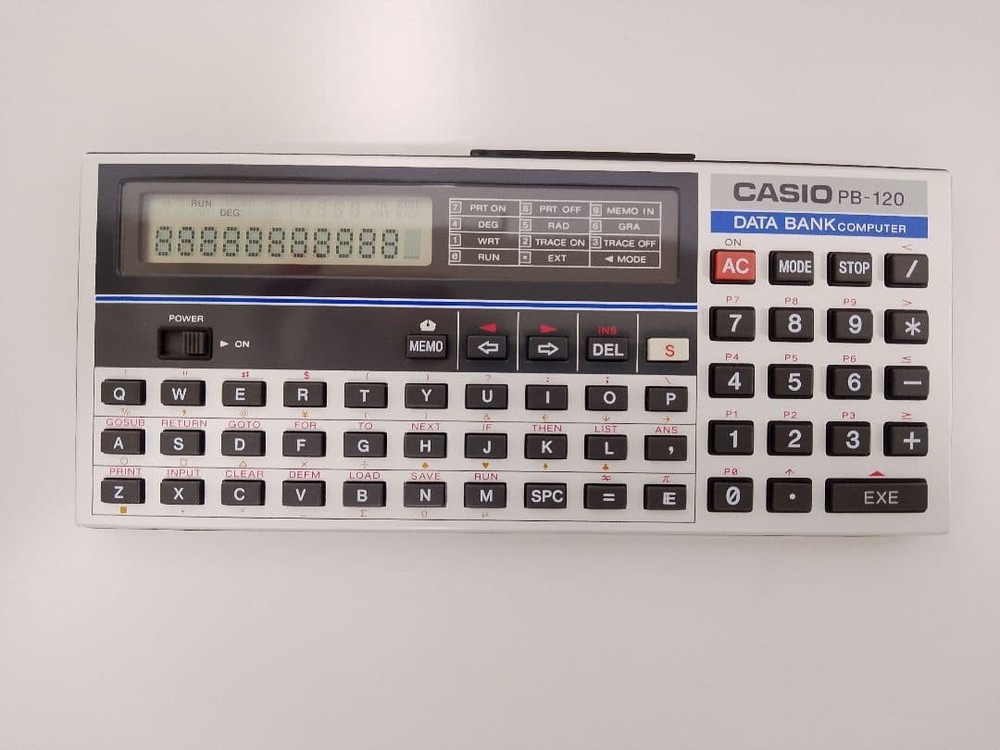 CASIO PB-120
DATA BANK COMPUTER
RUN
DEG
88888888888
7 PRT ON 8 PRT OFF 9 MEMO IN
4 DEG 5 RAD 6 GRA
1 WRT 2 TRACE ON 3 TRACE OFF
0 RUN • EXT ◄ MODE
ON
AC MODE STOP /
P7 P8 P9 >
7 8 9 *
P4 P5 P6 ≤
4 5 6 −
P1 P2 P3 ≥
1 2 3 +
P0
0 . EXE
POWER
► ON
MEMO ⇦ ⇨ INS DEL S
Q W E R T Y U I O P
GOSUB RETURN GOTO FOR TO NEXT IF THEN LIST ANS
A S D F G H J K L ,
PRINT INPUT CLEAR DEFM LOAD SAVE RUN ≠ π
Z X C V B N M SPC = E